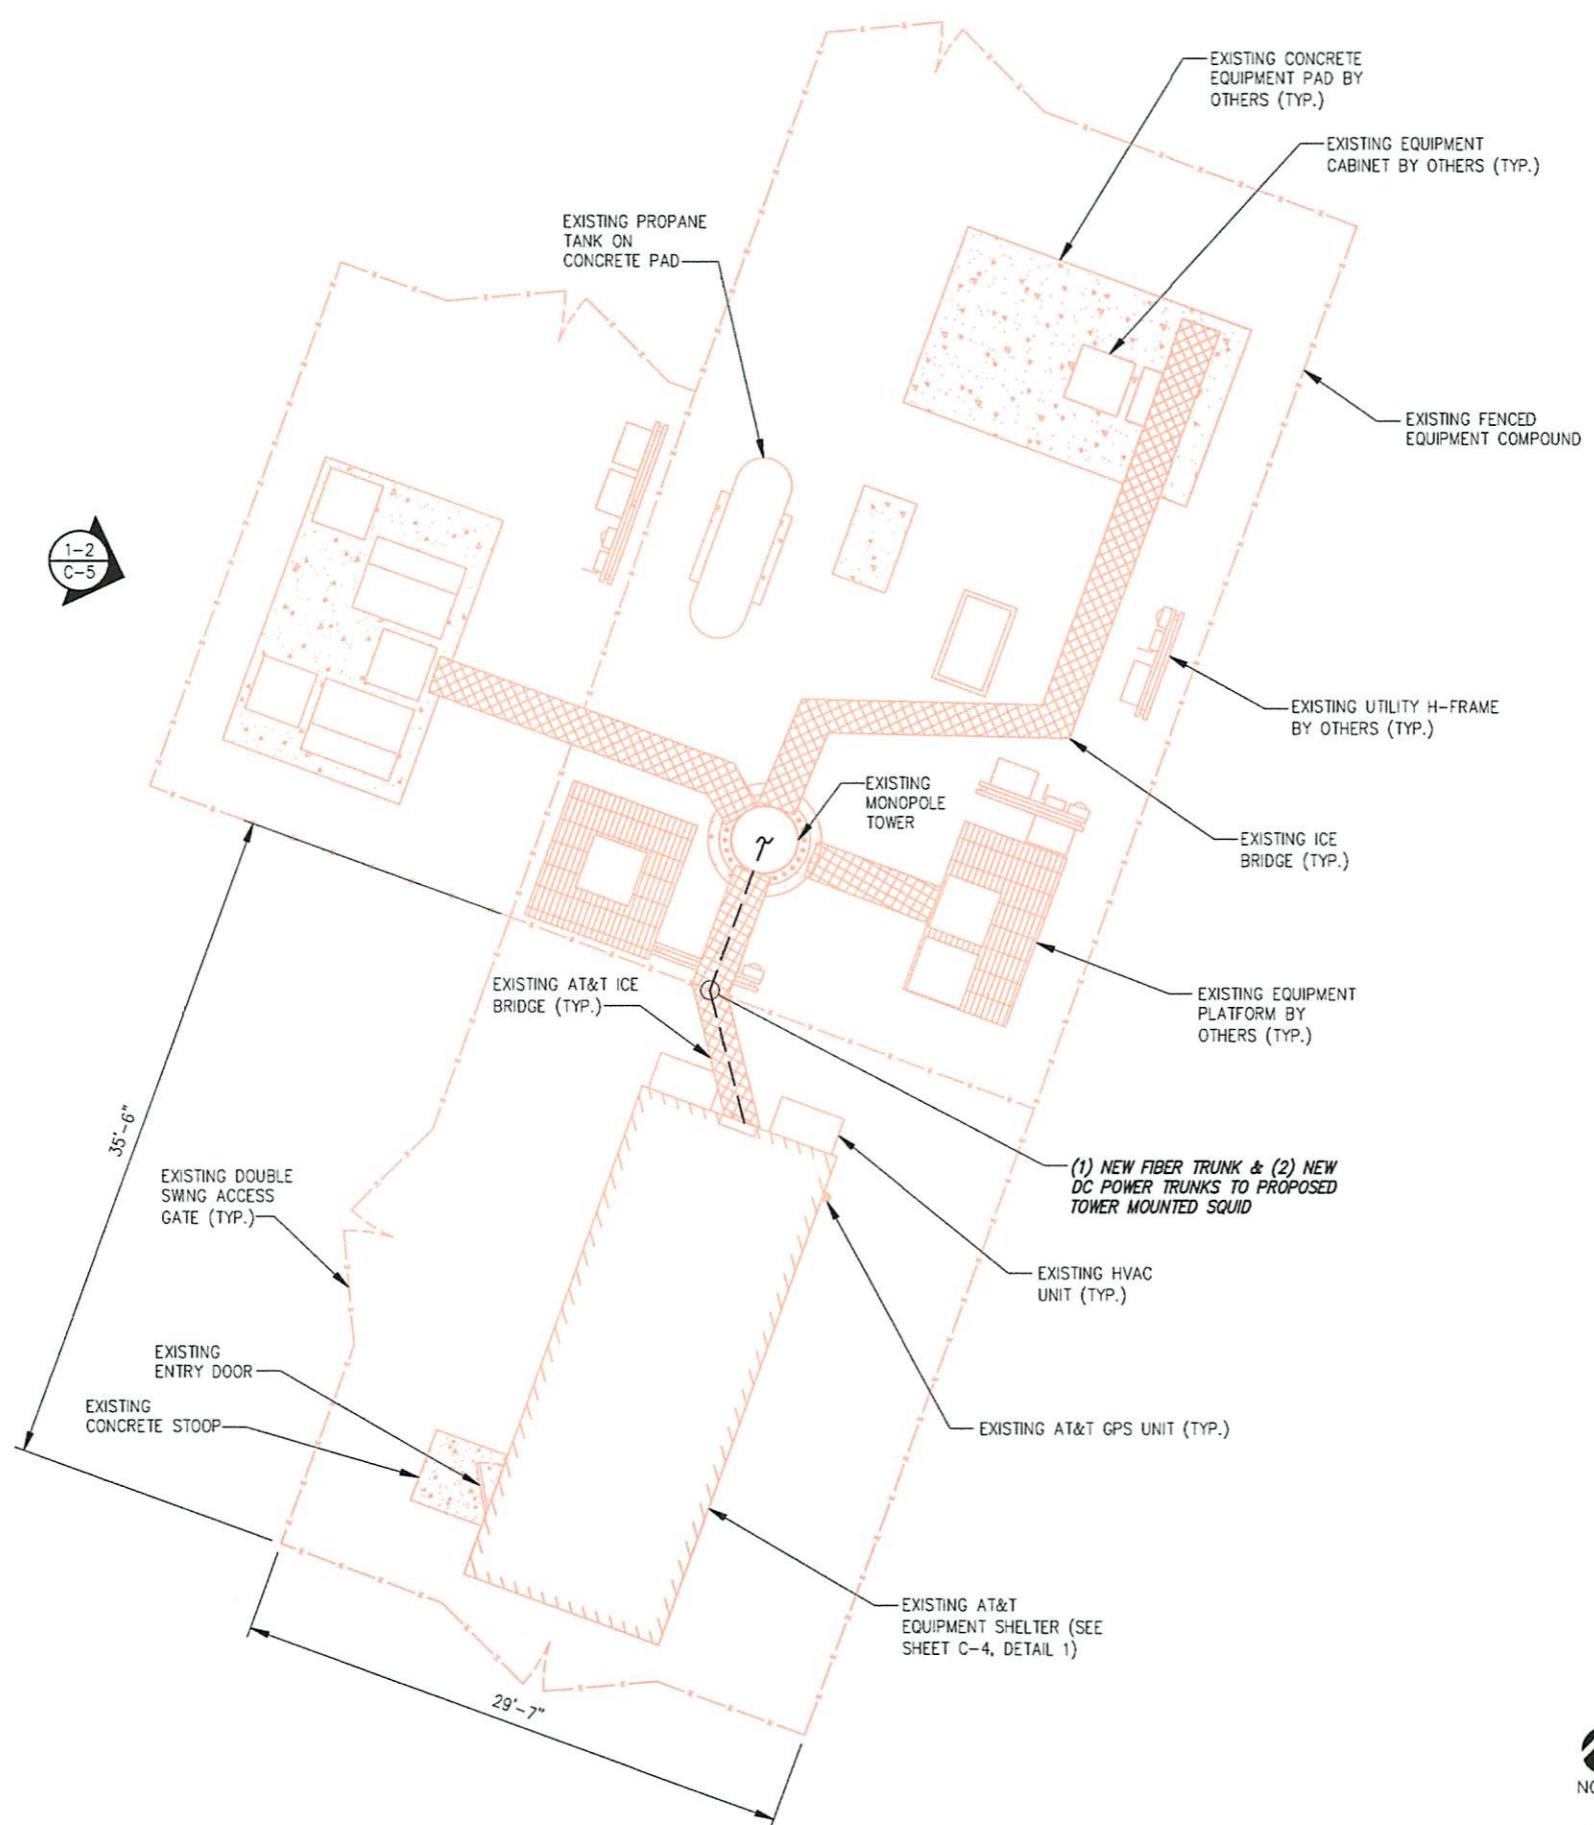 EXISTING CONCRETE
EQUIPMENT PAD BY
OTHERS (TYP.)
EXISTING EQUIPMENT
CABINET BY OTHERS (TYP.)
EXISTING PROPANE
TANK ON
CONCRETE PAD
EXISTING FENCED
EQUIPMENT COMPOUND
1-2
C-5
EXISTING UTILITY H-FRAME
BY OTHERS (TYP.)
EXISTING
MONOPOLE
TOWER
EXISTING ICE
BRIDGE (TYP.)
EXISTING AT&T ICE
BRIDGE (TYP.)
EXISTING EQUIPMENT
PLATFORM BY
OTHERS (TYP.)
35'-6"
(1) NEW FIBER TRUNK & (2) NEW
DC POWER TRUNKS TO PROPOSED
TOWER MOUNTED SQUID
EXISTING DOUBLE
SWING ACCESS
GATE (TYP.)
EXISTING HVAC
UNIT (TYP.)
EXISTING
ENTRY DOOR
EXISTING
CONCRETE STOOP
EXISTING AT&T GPS UNIT (TYP.)
EXISTING AT&T
EQUIPMENT SHELTER (SEE
SHEET C-4, DETAIL 1)
29'-7"